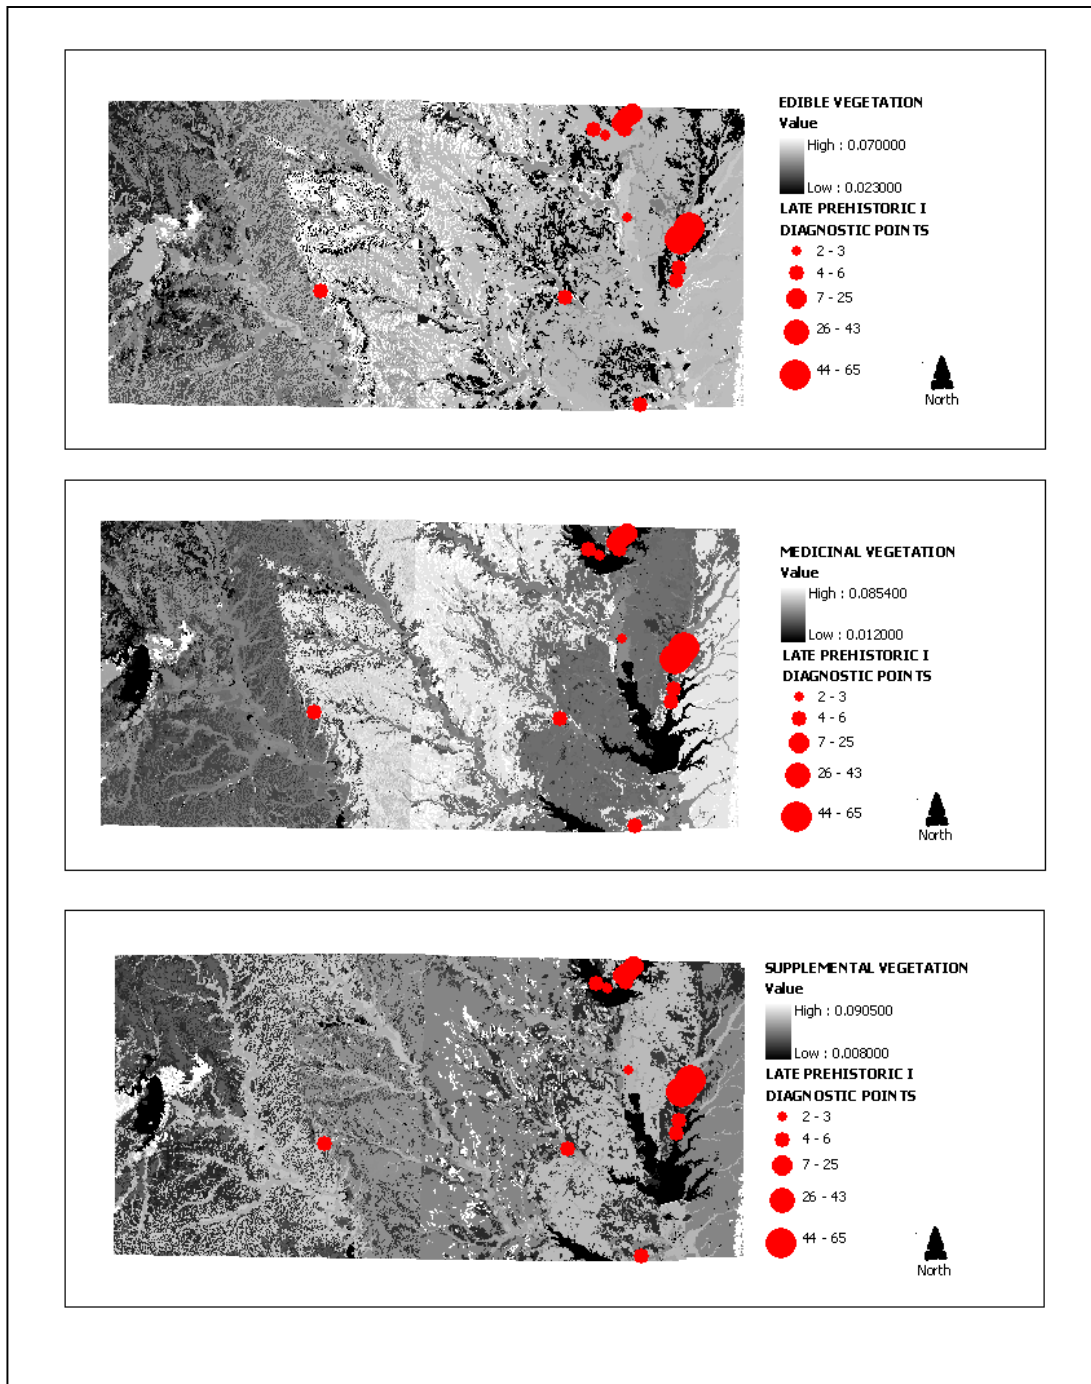 EDIBLE VEGETATION
Value
High : 0.070000
Low : 0.023000
LATE PREHISTORIC I
DIAGNOSTIC POINTS
2 - 3
4 - 6
7 - 25
26 - 43
44 - 65
North
MEDICINAL VEGETATION
Value
High : 0.085400
Low : 0.012000
LATE PREHISTORIC I
DIAGNOSTIC POINTS
2 - 3
4 - 6
7 - 25
26 - 43
44 - 65
North
SUPPLEMENTAL VEGETATION
Value
High : 0.090500
Low : 0.008000
LATE PREHISTORIC I
DIAGNOSTIC POINTS
2 - 3
4 - 6
7 - 25
26 - 43
44 - 65
North